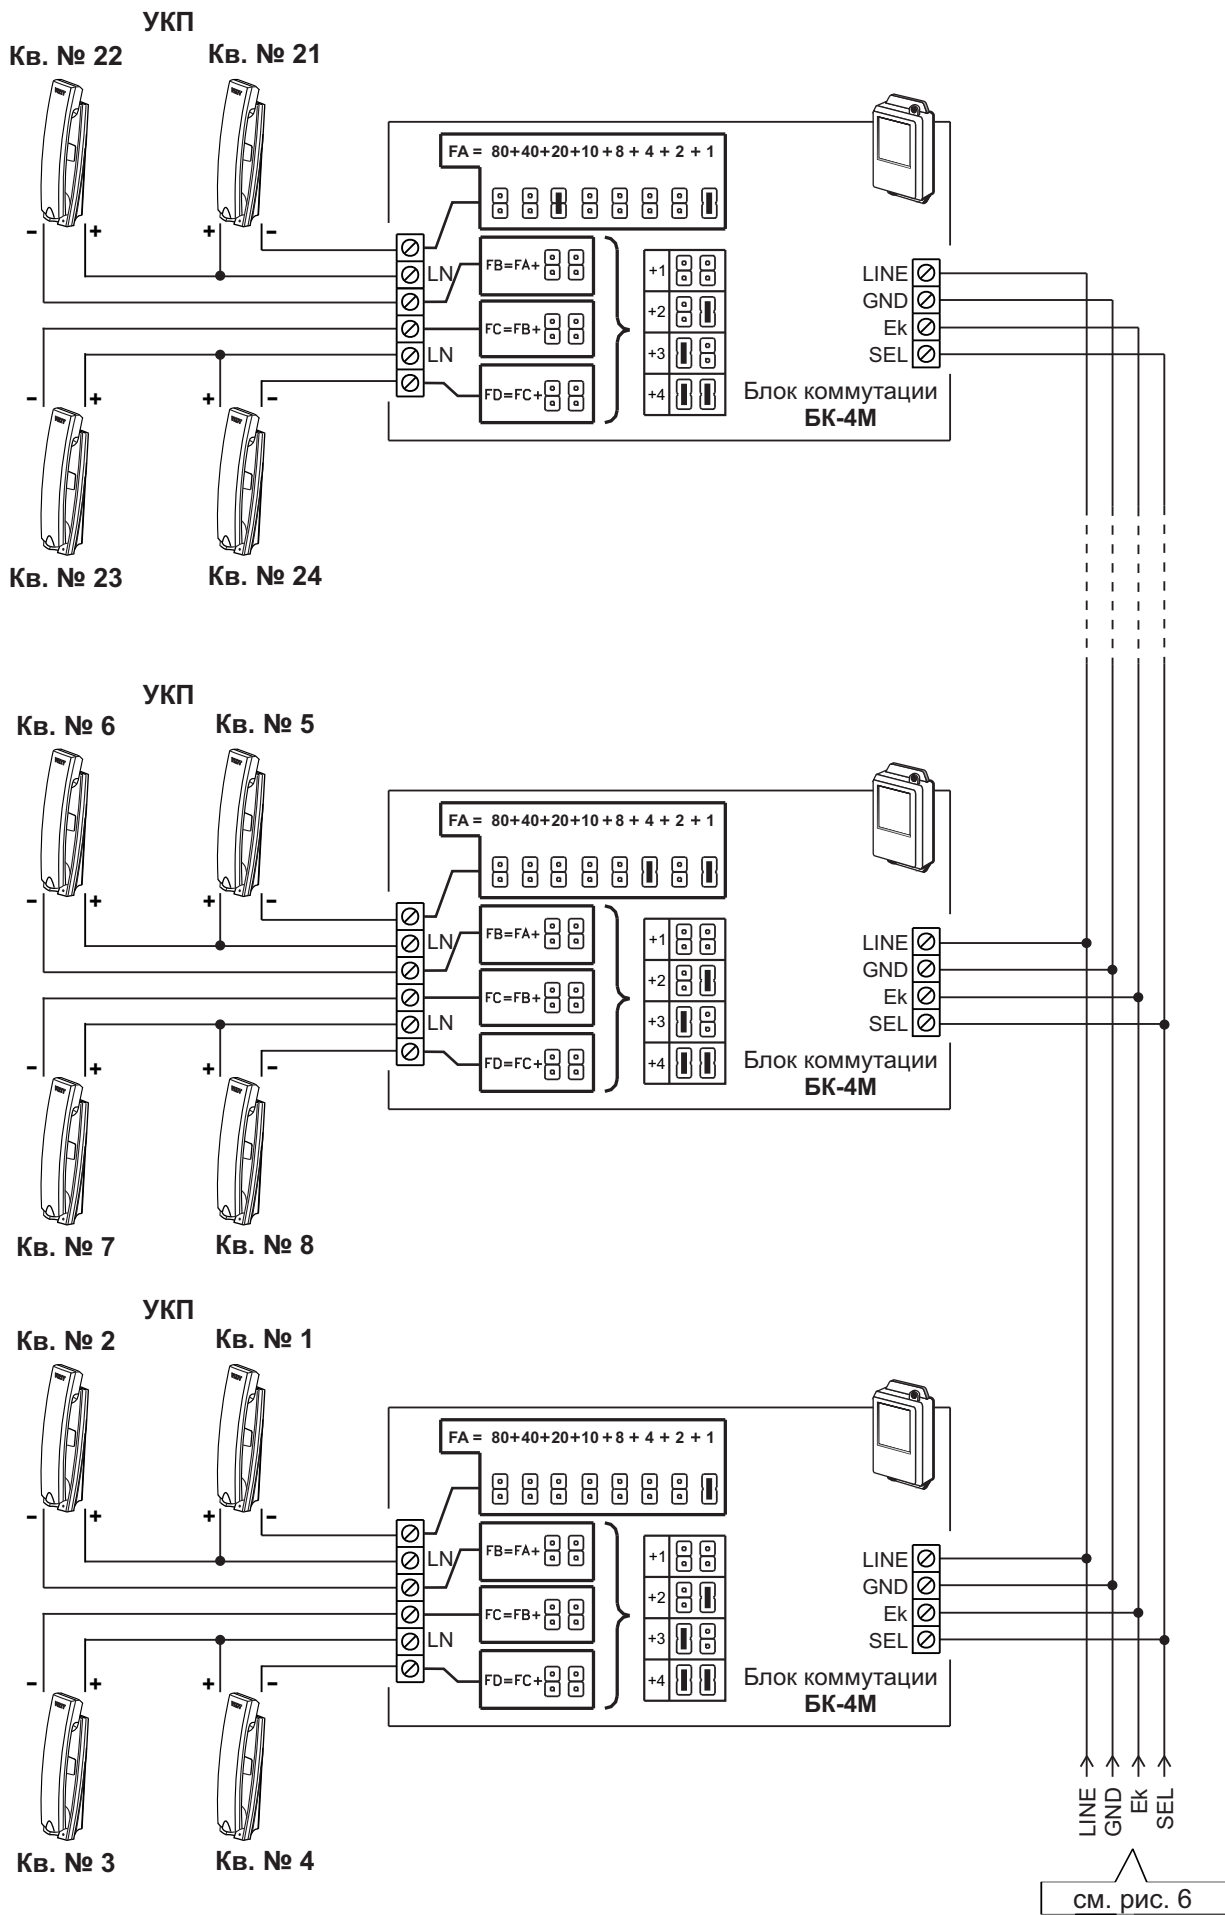 УКП
Кв. № 22
Кв. № 21
- + + -
FA = 80+40+20+10+8+4+2+1
LN
FB=FA+
FC=FB+
LN
FD=FC+
+1
+2
+3
+4
LINE
GND
Ek
SEL
Блок коммутации
БК-4М
- + + -
Кв. № 23
Кв. № 24
УКП
Кв. № 6
Кв. № 5
- + + -
FA = 80+40+20+10+8+4+2+1
LN
FB=FA+
FC=FB+
LN
FD=FC+
+1
+2
+3
+4
LINE
GND
Ek
SEL
Блок коммутации
БК-4М
- + + -
Кв. № 7
Кв. № 8
УКП
Кв. № 2
Кв. № 1
- + + -
FA = 80+40+20+10+8+4+2+1
LN
FB=FA+
FC=FB+
LN
FD=FC+
+1
+2
+3
+4
LINE
GND
Ek
SEL
Блок коммутации
БК-4М
- + + -
Кв. № 3
Кв. № 4
LINE
GND
Ek
SEL
см. рис. 6